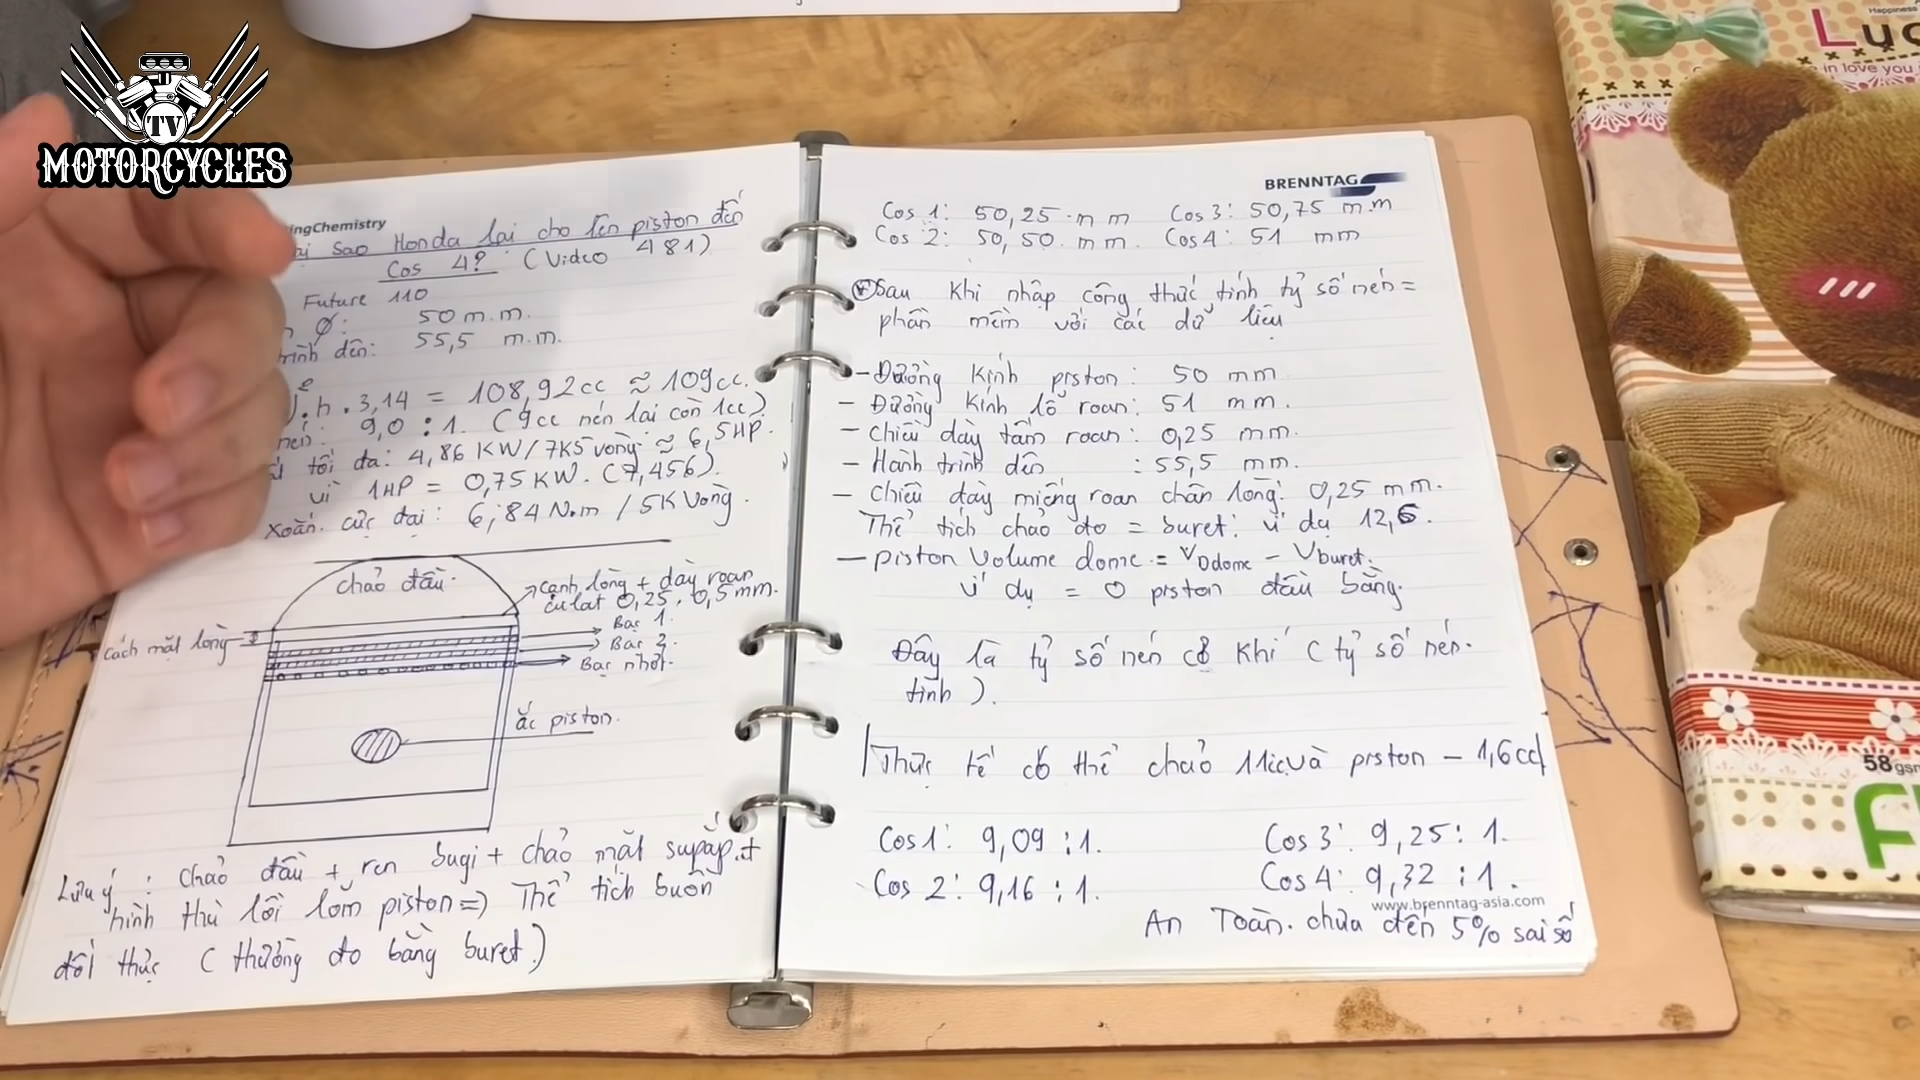 TV
MOTORCYCLES
ingChemistry
sao Honda lại cho lên piston đến
Cos 4? (Video 481)
Future 110
Ø: 50 m.m.
trình dên: 55,5 m.m.
.h.3,14 = 108,92cc ≈ 109cc.
nén: 9,0:1. (9cc nén lại còn 1cc)
tối đa: 4,86 KW/7K5 vòng ≈ 6,5HP.
vì 1HP = 0,75 KW. (7,456).
xoắn cực đại: 6,84 N.m / 5K vòng.
chảo đầu.
cạnh lòng + dày roan
culat 0,25, 0,5mm.
Bạc 1.
Bạc 2.
Bạc nhớt.
cách mặt lòng
ắc piston.
Lưu ý: chảo đầu + ren bugi + chảo mặt supắp.
hình thù lồi lõm piston => Thể tích buồn
đốt thực (thường đo bằng buret.)
BRENNTAG
Cos 1: 50,25 mm Cos 3: 50,75 m.m
Cos 2: 50,50 mm. Cos 4: 51 mm
Sau khi nhập công thức tính tỷ số nén =
phần mềm với các dữ liệu
- Đường kính piston: 50 mm
- Đường kính lỗ roan: 51 mm.
- Chiều dày tấm roan: 0,25 mm.
- Hành trình dên : 55,5 mm.
- chiều dày miếng roan chân lòng: 0,25 mm.
Thể tích chảo đo = buret: ví dụ 12,6.
- piston Volume dome = VDdome - Vburet.
ví dụ = 0 piston đầu bằng.
Đây là tỷ số nén cơ khí (tỷ số nén.
tĩnh).
Thực tế có thể chảo 11cc và piston - 1,6cc
Cos 1: 9,09:1. Cos 3: 9,25:1.
Cos 2: 9,16:1. Cos 4: 9,32:1.
www.brenntag-asia.com
An Toàn. chưa đến 5% sai số
Happiness
Luc
in love you
58gsm